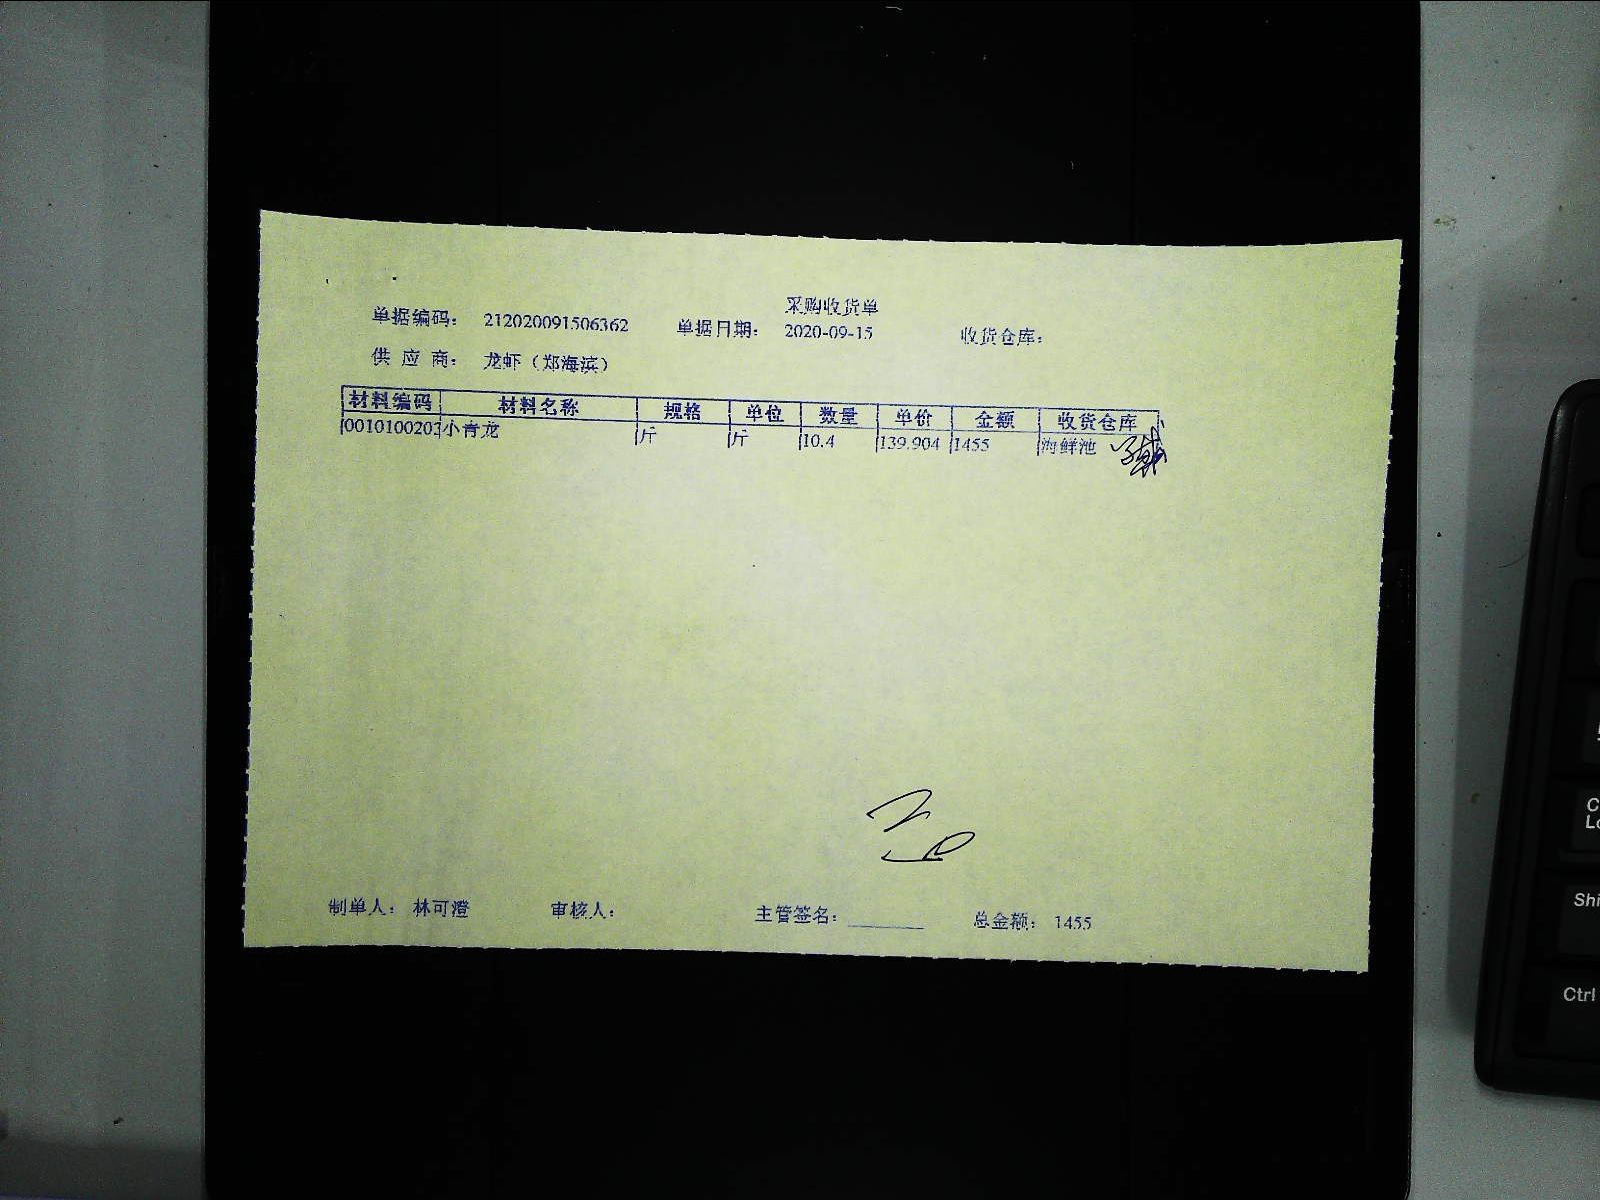 采购收货单
单据编码: 212020091506362 单据日期: 2020-09-15 收货仓库:
供 应 商: 龙虾（郑海滨）
材料编码 材料名称 规格 单位 数量 单价 金额 收货仓库
0010100202 小青龙 斤 斤 10.4 139.904 1455 海鲜池
制单人: 林可澄 审核人: 主管签名: 总金额: 1455
Shi
Ctrl